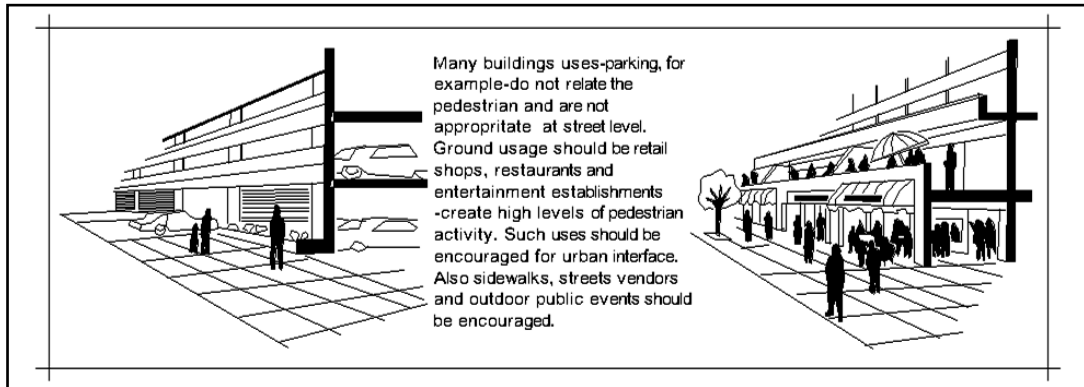 Many buildings uses-parking, for
example-do not relate the
pedestrian and are not
appropritate at street level.
Ground usage should be retail
shops, restaurants and
entertainment establishments
-create high levels of pedestrian
activity. Such uses should be
encouraged for urban interface.
Also sidewalks, streets vendors
and outdoor public events should
be encouraged.